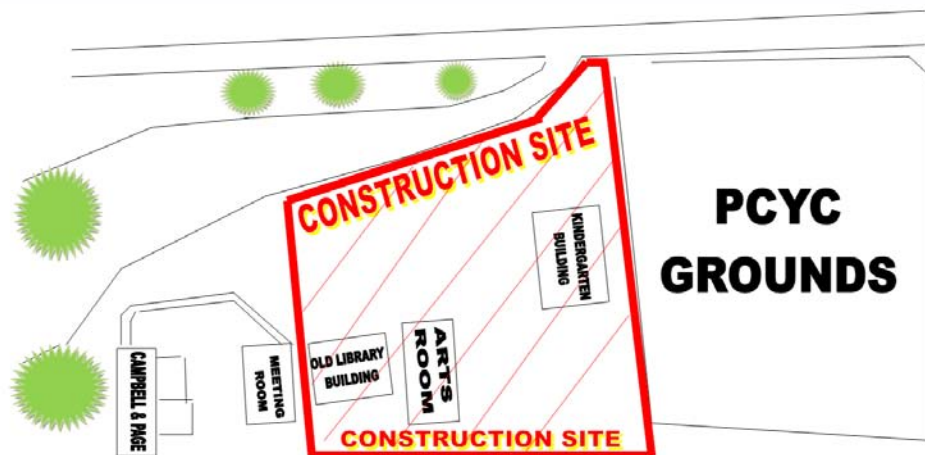 CONSTRUCTION SITE
PCYC
GROUNDS
KINDERGARTEN
BUILDING
CAMPBELL & PAGE
MEETING
ROOM
OLD LIBRARY
BUILDING
ARTS
ROOM
CONSTRUCTION SITE